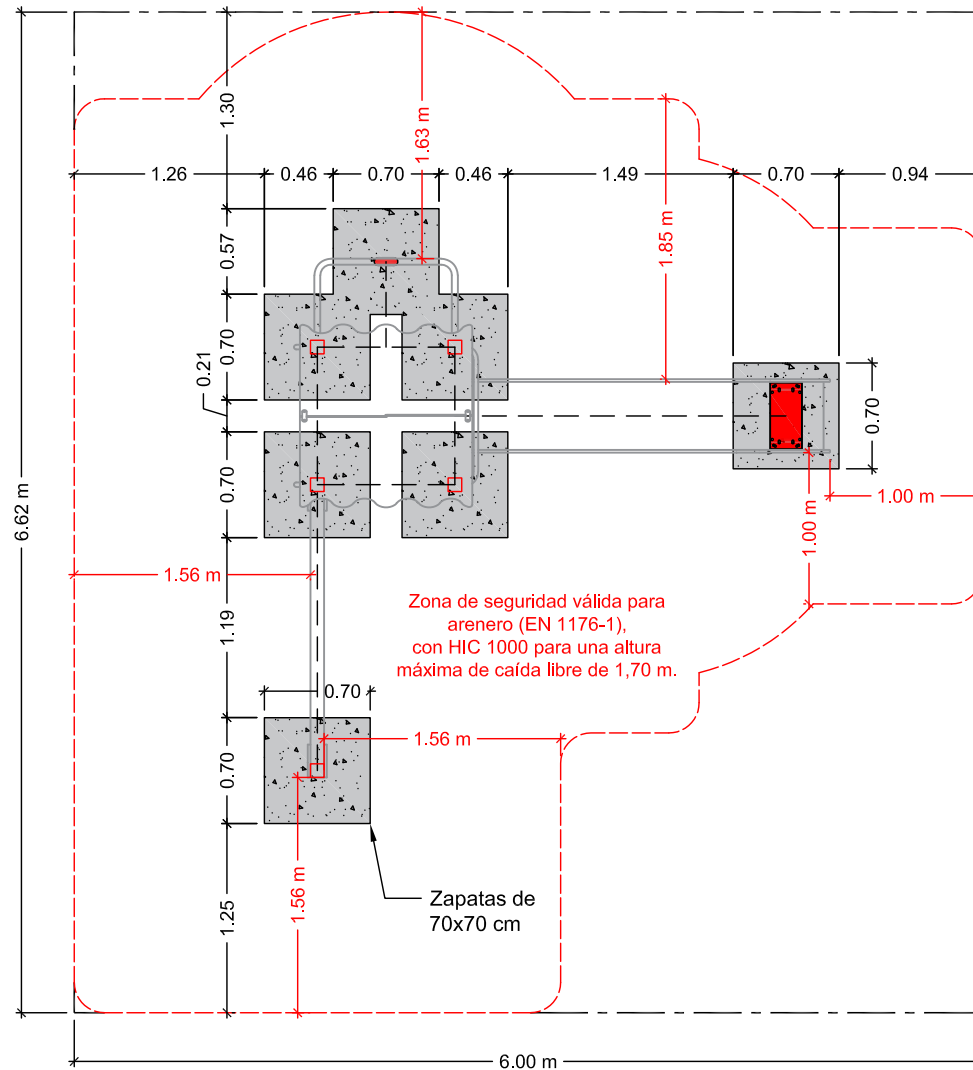 1.30
1.63 m
1.26
0.46
0.70
0.46
1.49
0.70
0.94
0.57
1.85 m
0.70
0.21
0.70
0.70
1.00 m
1.00 m
6.62 m
1.56 m
1.19
Zona de seguridad válida para
arenero (EN 1176-1),
con HIC 1000 para una altura
máxima de caída libre de 1,70 m.
0.70
1.56 m
0.70
1.56 m
1.25
Zapatas de
70x70 cm
6.00 m